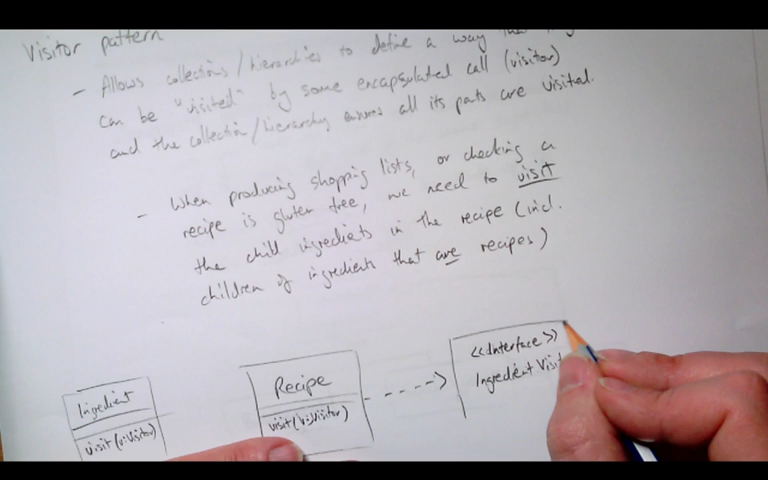 Visitor pattern
- Allows collections/hierarchies to define a way
can be "visited" by some encapsulated call (visitor)
and the collection/hierarchy ensures all its parts are visited.
- When producing shopping lists, or checking a
recipe is gluten free, we need to visit
the child ingredients in the recipe (incl.
children of ingredients that are recipes)
<<Interface>>
Ingredient Visit
Recipe
visit(v:Visitor)
Ingredient
visit(v:Visitor)